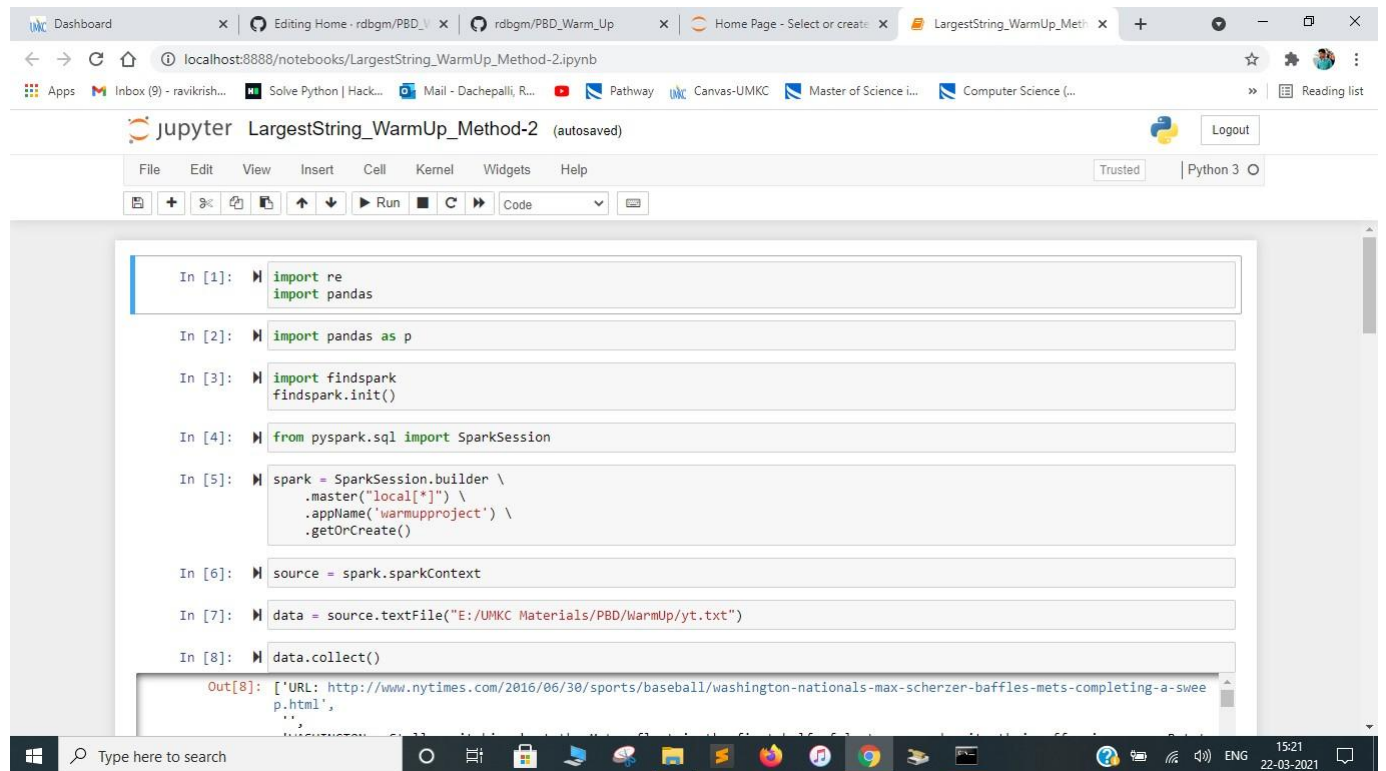 UMKC Dashboard
Editing Home · rdbgm/PBD_W
rdbgm/PBD_Warm_Up
Home Page - Select or create
LargestString_WarmUp_Meth
localhost:8888/notebooks/LargestString_WarmUp_Method-2.ipynb
Apps
Inbox (9) - ravikrish...
Solve Python | Hack...
Mail - Dachepalli, R...
Pathway
UMKC Canvas-UMKC
Master of Science i...
Computer Science (...
»
Reading list
jupyter LargestString_WarmUp_Method-2 (autosaved)
Logout
File Edit View Insert Cell Kernel Widgets Help
Trusted
Python 3
Run
Code
In [1]: import re
import pandas
In [2]: import pandas as p
In [3]: import findspark
findspark.init()
In [4]: from pyspark.sql import SparkSession
In [5]: spark = SparkSession.builder \
.master("local[*]") \
.appName('warmupproject') \
.getOrCreate()
In [6]: source = spark.sparkContext
In [7]: data = source.textFile("E:/UMKC Materials/PBD/WarmUp/yt.txt")
In [8]: data.collect()
Out[8]: ['URL: http://www.nytimes.com/2016/06/30/sports/baseball/washington-nationals-max-scherzer-baffles-mets-completing-a-swee
p.html',
'',
Type here to search
ENG
15:21
22-03-2021